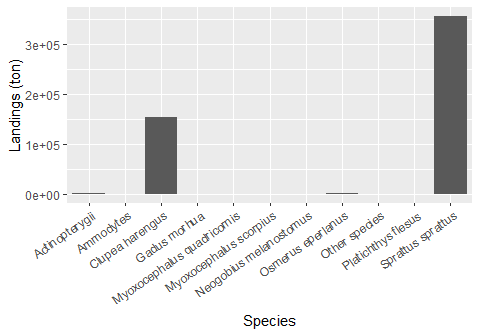 Landings (ton)
3e+05
2e+05
1e+05
0e+00
Actinopterygii
Ammodytes
Clupea harengus
Gadus morhua
Myoxocephalus quadricornis
Myoxocephalus scorpius
Neogobius melanostomus
Osmerus eperlanus
Other species
Platichthys flesus
Sprattus sprattus
Species